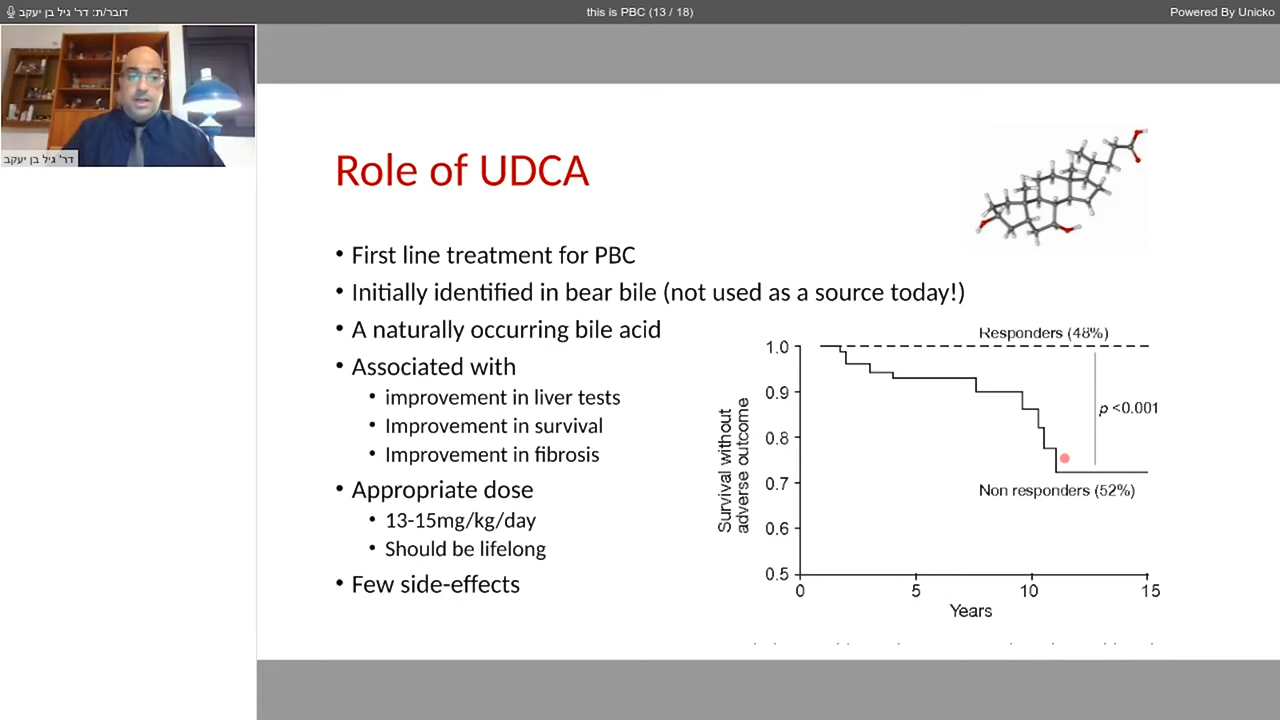 דובר/ת: דר' גיל בן יעקב
this is PBC (13 / 18)
Powered By Unicko
דר' גיל בן יעקב
Role of UDCA
• First line treatment for PBC
• Initially identified in bear bile (not used as a source today!)
• A naturally occurring bile acid
• Associated with
• improvement in liver tests
• Improvement in survival
• Improvement in fibrosis
• Appropriate dose
• 13-15mg/kg/day
• Should be lifelong
• Few side-effects
Responders (48%)
1.0
0.9
0.8
0.7
0.6
0.5
Survival without
adverse outcome
p <0.001
Non responders (52%)
0 5 10 15
Years